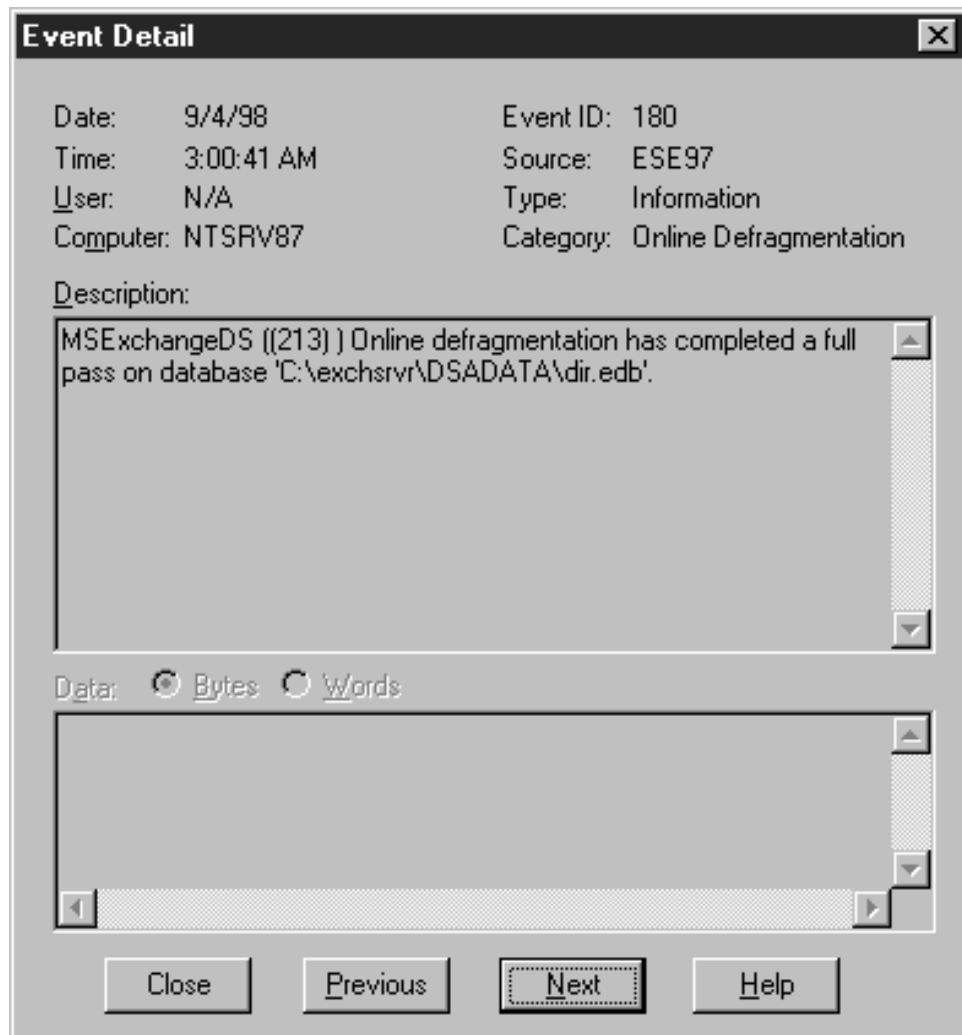 Event Detail
Date: 9/4/98 Event ID: 180
Time: 3:00:41 AM Source: ESE97
User: N/A Type: Information
Computer: NTSRV87 Category: Online Defragmentation
Description:
MSExchangeDS ((213) ) Online defragmentation has completed a full
pass on database 'C:\exchsrvr\DSADATA\dir.edb'.
Data: Bytes Words
Close Previous Next Help